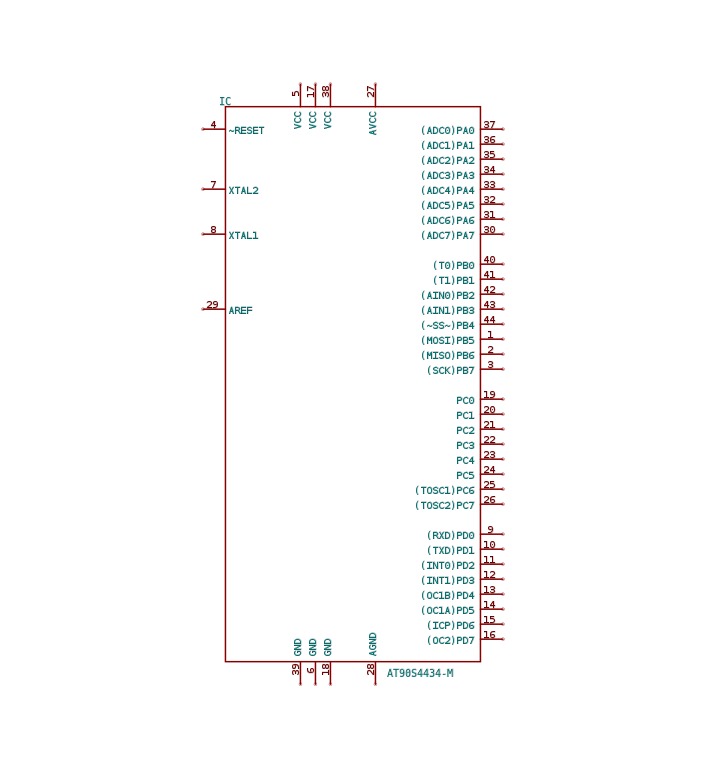 5 17 38 27
IC
VCC VCC VCC AVCC
4 ~RESET (ADC0)PA0 37
(ADC1)PA1 36
(ADC2)PA2 35
(ADC3)PA3 34
7 XTAL2 (ADC4)PA4 33
(ADC5)PA5 32
(ADC6)PA6 31
8 XTAL1 (ADC7)PA7 30
(T0)PB0 40
(T1)PB1 41
(AIN0)PB2 42
29 AREF (AIN1)PB3 43
(~SS~)PB4 44
(MOSI)PB5 1
(MISO)PB6 2
(SCK)PB7 3
PC0 19
PC1 20
PC2 21
PC3 22
PC4 23
PC5 24
(TOSC1)PC6 25
(TOSC2)PC7 26
(RXD)PD0 9
(TXD)PD1 10
(INT0)PD2 11
(INT1)PD3 12
(OC1B)PD4 13
(OC1A)PD5 14
(ICP)PD6 15
(OC2)PD7 16
GND GND GND AGND
39 6 18 28
AT90S4434-M